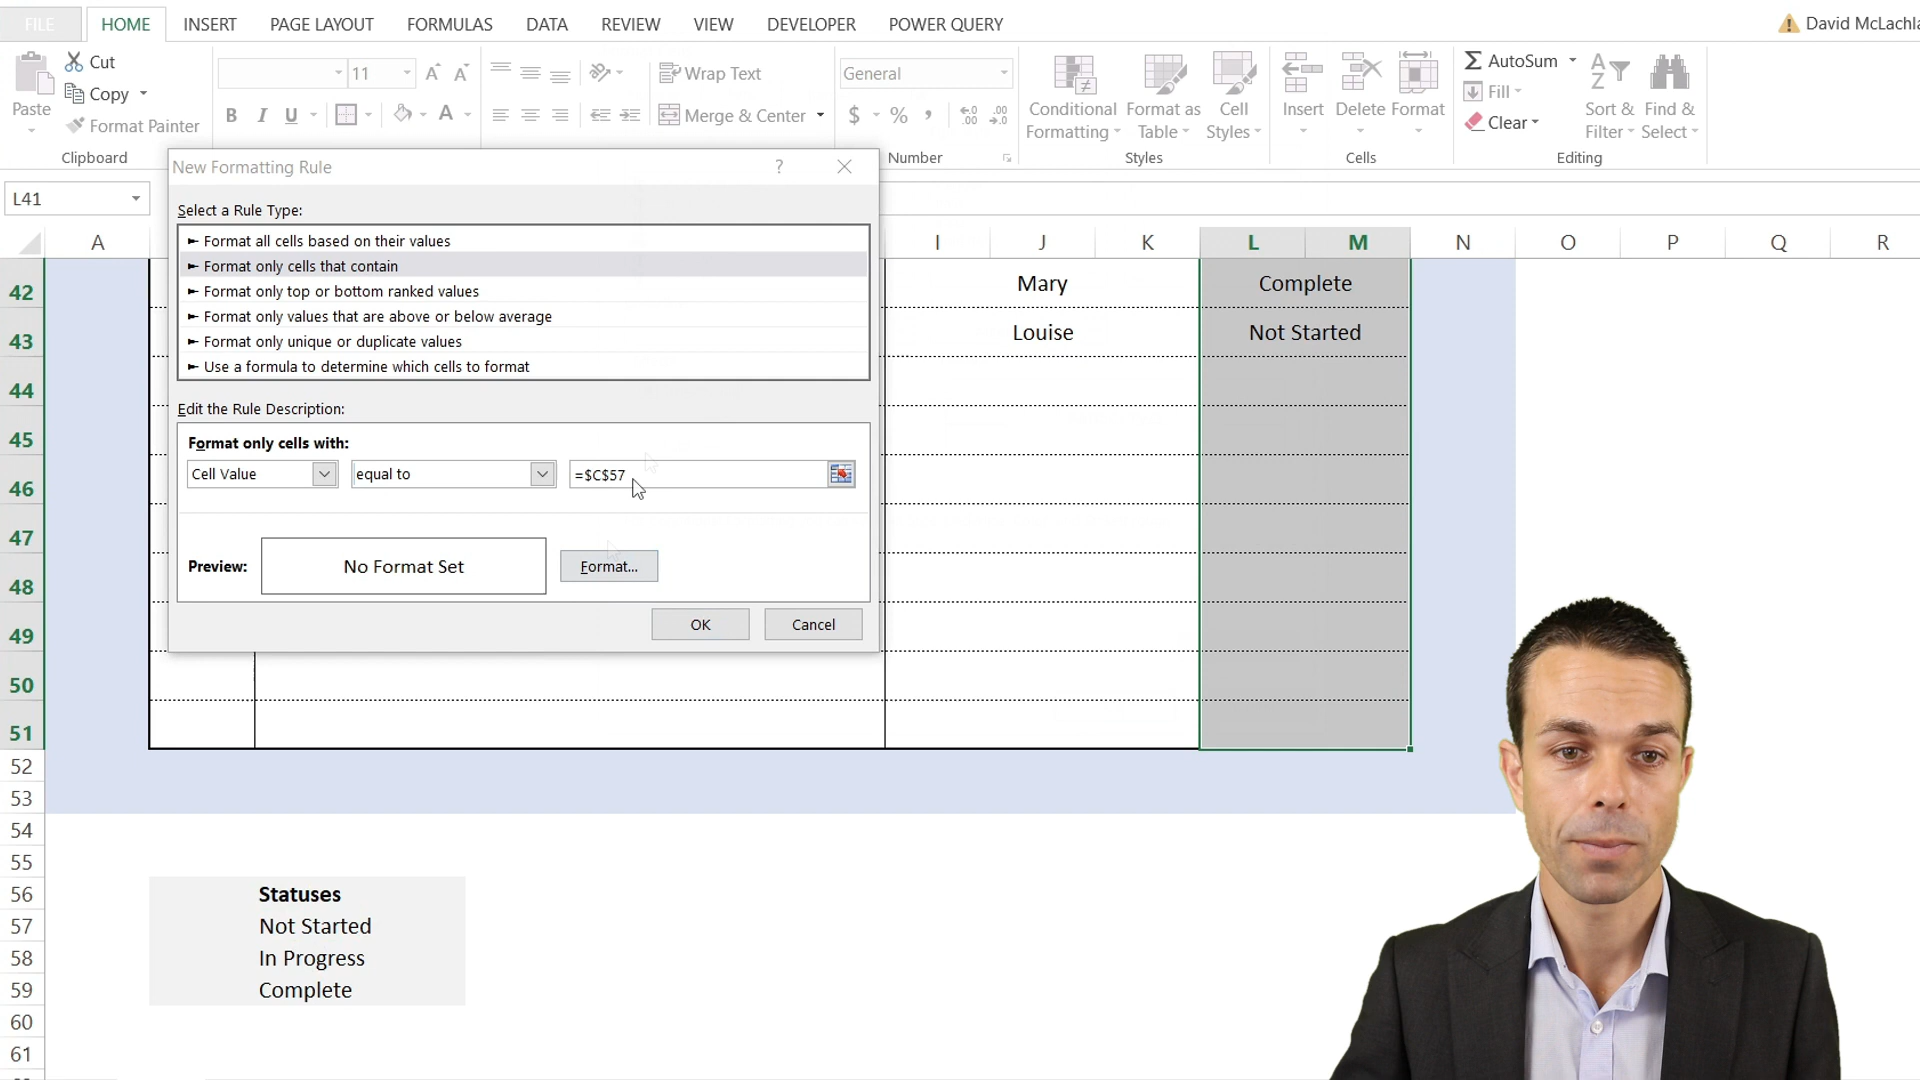 FILE HOME INSERT PAGE LAYOUT FORMULAS DATA REVIEW VIEW DEVELOPER POWER QUERY David McLachla
Paste
Cut
Copy
Format Painter
Clipboard
11
B I U
Wrap Text
Merge & Center
General
$ % ,
Number
Conditional Formatting
Format as Table
Cell Styles
Styles
Insert Delete Format
Cells
AutoSum
Fill
Clear
Sort & Filter
Find & Select
Editing
L41
New Formatting Rule ?
Select a Rule Type:
► Format all cells based on their values
► Format only cells that contain
► Format only top or bottom ranked values
► Format only values that are above or below average
► Format only unique or duplicate values
► Use a formula to determine which cells to format
Edit the Rule Description:
Format only cells with:
Cell Value equal to =$C$57
Preview: No Format Set Format...
OK Cancel
A I J K L M N O P Q R
42 Mary Complete
43 Louise Not Started
44
45
46
47
48
49
50
51
52
53
54
55
56 Statuses
57 Not Started
58 In Progress
59 Complete
60
61